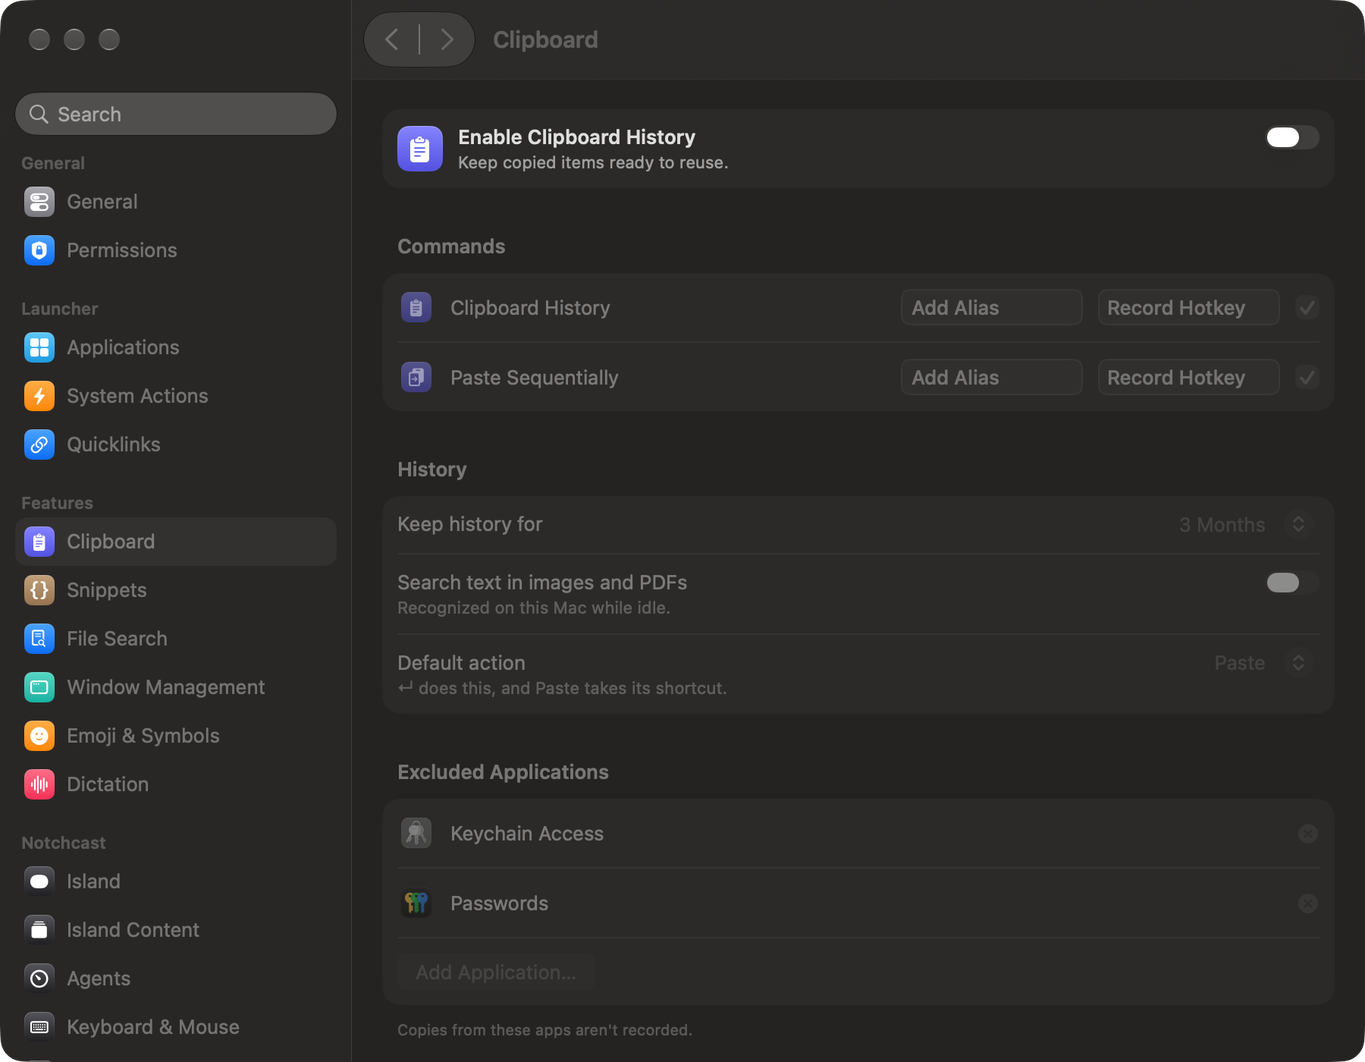 Search
General
General
Permissions
Launcher
Applications
System Actions
Quicklinks
Features
Clipboard
Snippets
File Search
Window Management
Emoji & Symbols
Dictation
Notchcast
Island
Island Content
Agents
Keyboard & Mouse
Clipboard
Enable Clipboard History
Keep copied items ready to reuse.
Commands
Clipboard History Add Alias Record Hotkey
Paste Sequentially Add Alias Record Hotkey
History
Keep history for 3 Months
Search text in images and PDFs
Recognized on this Mac while idle.
Default action Paste
↵ does this, and Paste takes its shortcut.
Excluded Applications
Keychain Access
Passwords
Add Application...
Copies from these apps aren't recorded.